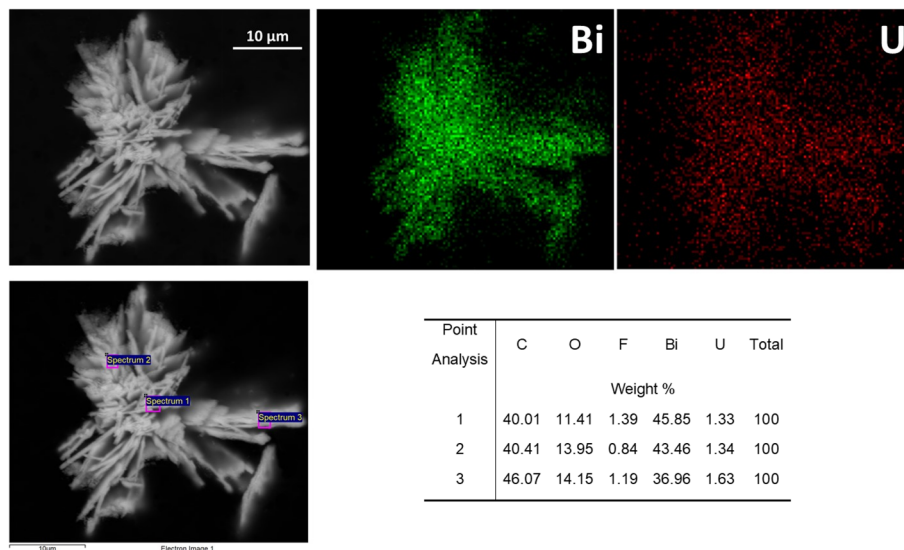 10 µm
Bi
U
Spectrum 2
Spectrum 1
Spectrum 3
10µm Electron Image 1
Point Analysis C O F Bi U Total
Weight %
1 40.01 11.41 1.39 45.85 1.33 100
2 40.41 13.95 0.84 43.46 1.34 100
3 46.07 14.15 1.19 36.96 1.63 100